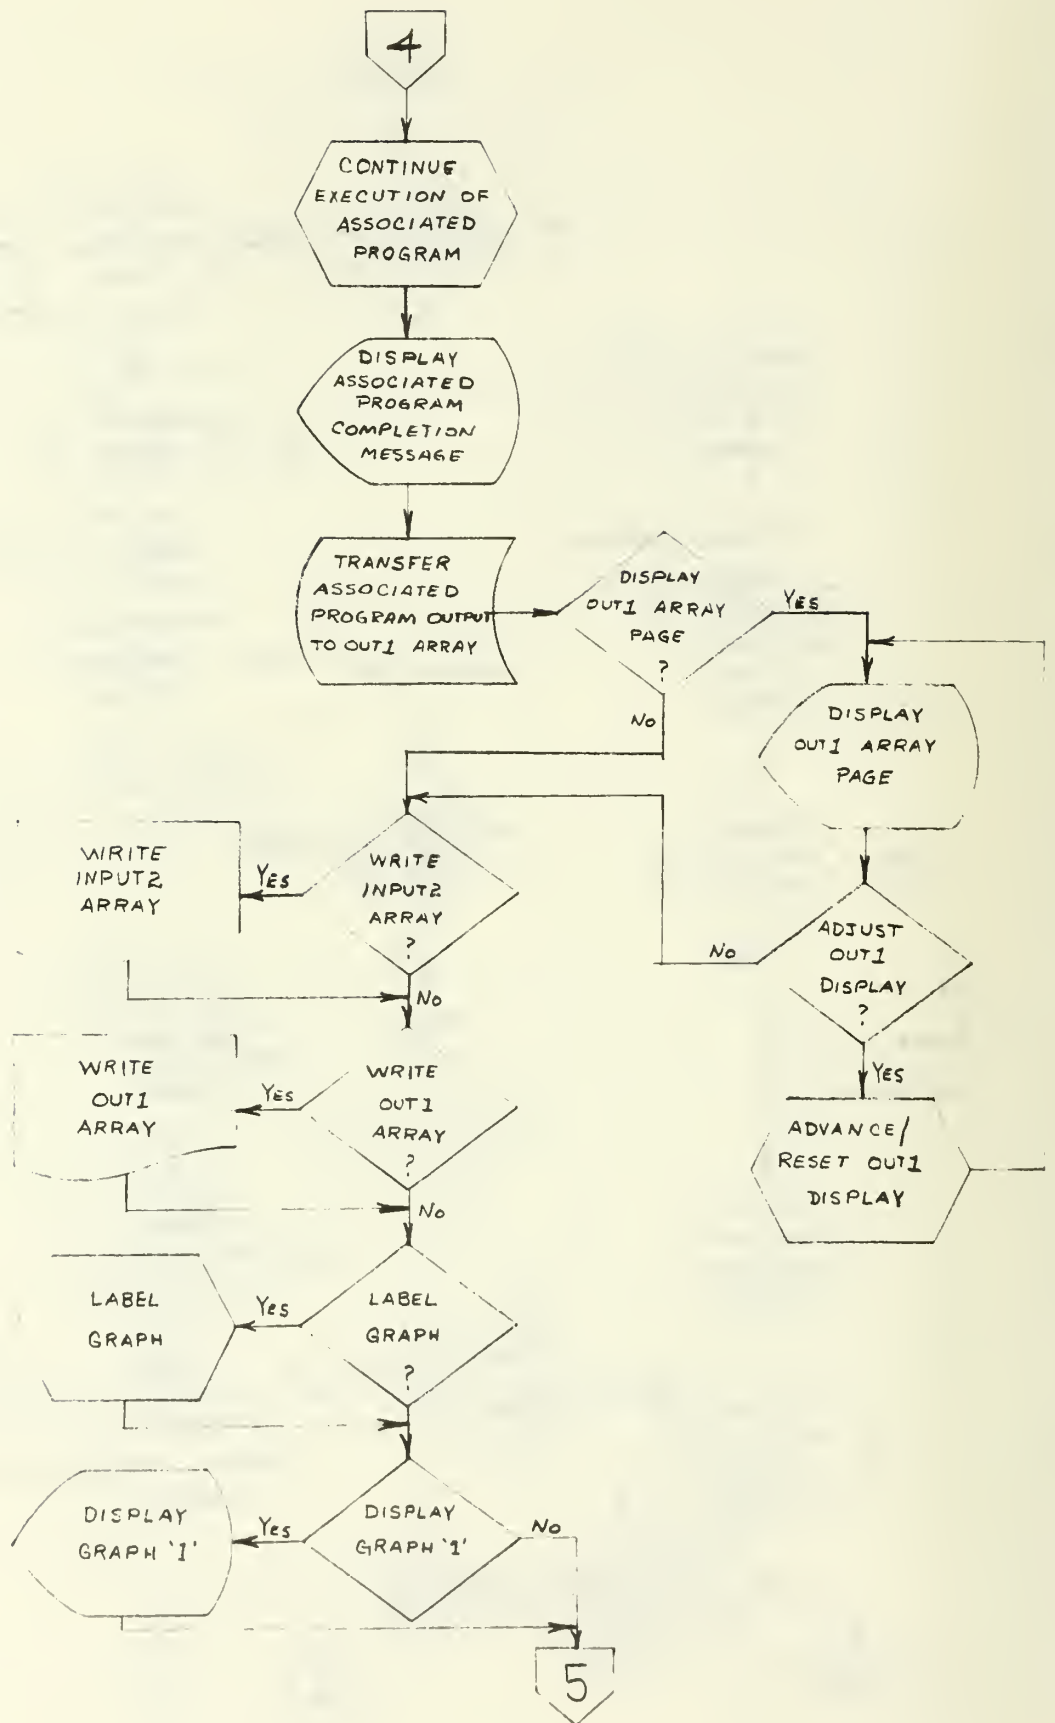 4
CONTINUE
EXECUTION OF
ASSOCIATED
PROGRAM
DISPLAY
ASSOCIATED
PROGRAM
COMPLETION
MESSAGE
TRANSFER
ASSOCIATED
PROGRAM OUTPUT
TO OUT1 ARRAY
DISPLAY
OUT1 ARRAY
PAGE
?
YES
No
DISPLAY
OUT1 ARRAY
PAGE
WRITE
INPUT2
ARRAY
YES
WRITE
INPUT2
ARRAY
?
No
ADJUST
OUT1
DISPLAY
?
No
YES
ADVANCE/
RESET OUT1
DISPLAY
WRITE
OUT1
ARRAY
YES
WRITE
OUT1
ARRAY
?
No
LABEL
GRAPH
Yes
LABEL
GRAPH
?
DISPLAY
GRAPH '1'
Yes
DISPLAY
GRAPH '1'
No
5